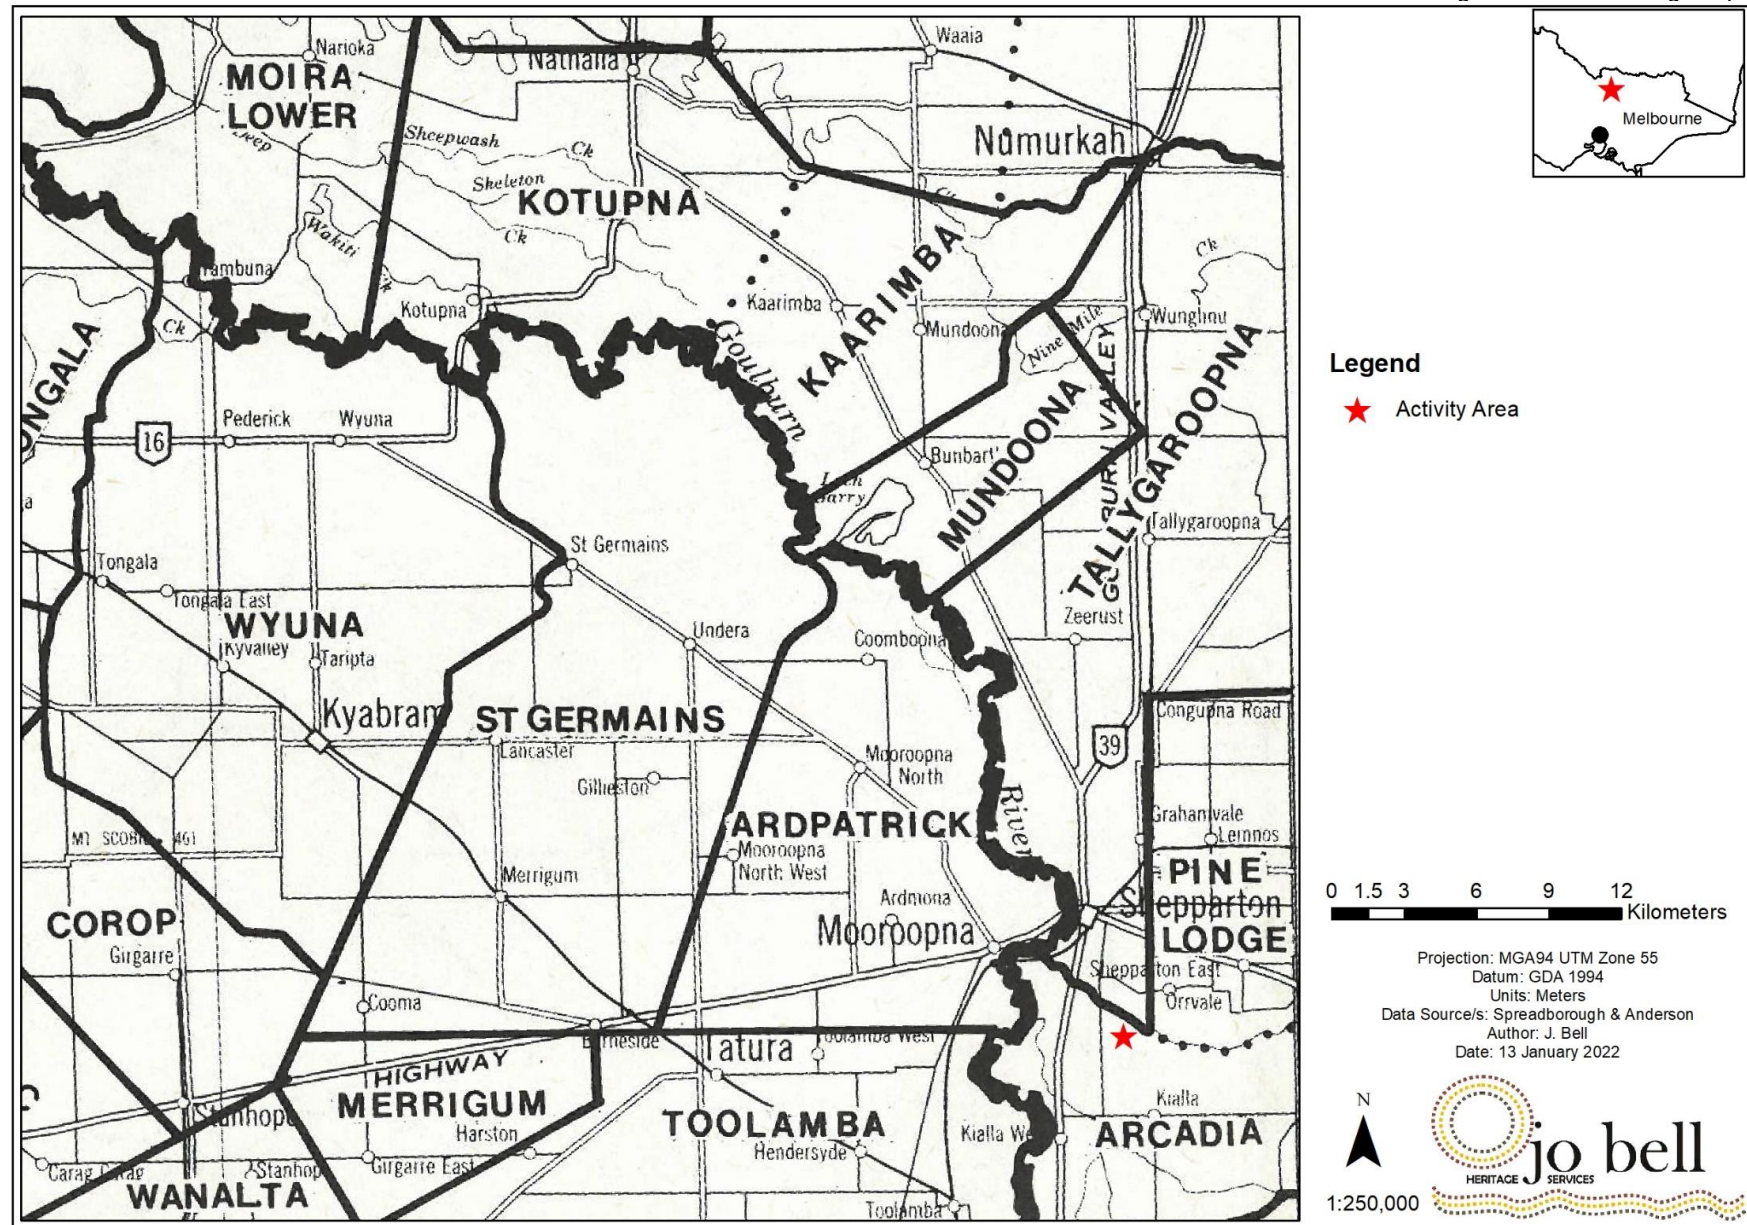 Narioka
MOIRA
LOWER
Nathalia
Waaia
Numurkah
Sheepwash
Ck
Skeleton
KOTUPNA
Ck
Wakiti
Ck
Yambuna
Ck
Kotupna
Kaarimba
KAARIMBA
Mundoona
Nine Mile
Wunghnu
Goulburn
Pederick
Wyuna
16
MUNDOONA
TALLYGAROOPNA
Tallygaroopna
St Germains
Tongala
Tongala East
WYUNA
Kyvalley
Taripta
Undera
Coomboona
Zeerust
Kyabram
ST GERMAINS
Lancaster
Gillieston
Mooroopna
North
39
Congupna Road
River
ARDPATRICK
Mooroopna
North West
Grahamvale
Lemnos
PINE
LODGE
Merrigum
Ardmona
Mooroopna
Shepparton
COROP
Girgarre
Shepparton East
Orrvale
Cooma
Tatura
Toolamba West
HIGHWAY
MERRIGUM
Harston
TOOLAMBA
Hendersyde
Kialla
ARCADIA
Stanhope
Girgarre East
WANALTA
Toolamba
Melbourne
Legend
Activity Area
0 1.5 3 6 9 12
Kilometers
Projection: MGA94 UTM Zone 55
Datum: GDA 1994
Units: Meters
Data Source/s: Spreadborough & Anderson
Author: J. Bell
Date: 13 January 2022
N
1:250,000
jo bell
HERITAGE SERVICES